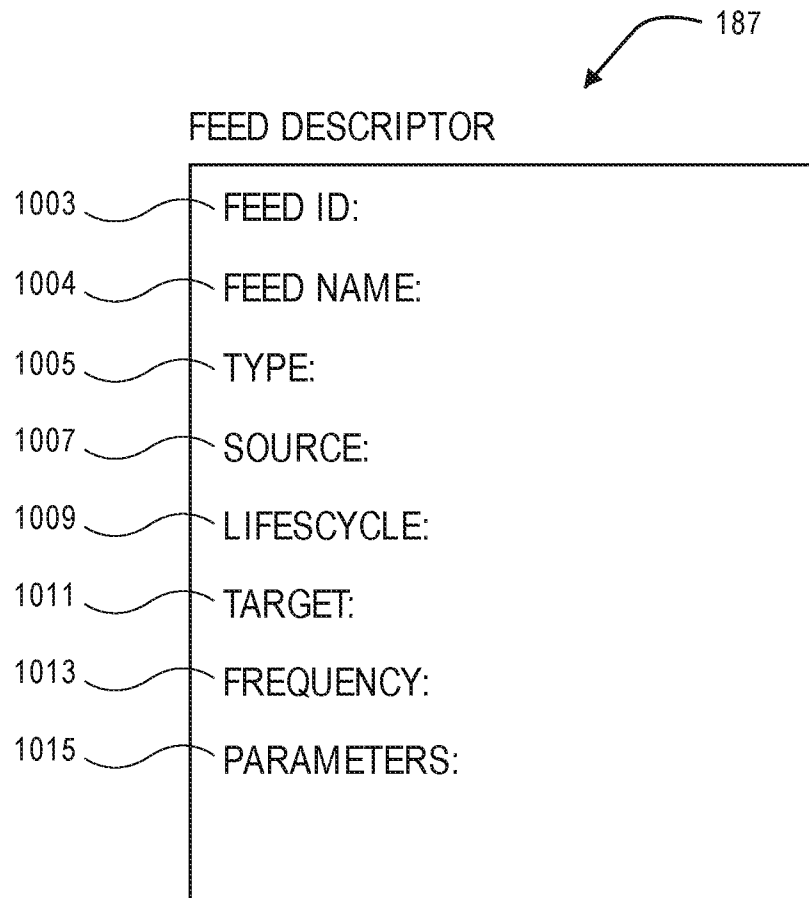 187
FEED DESCRIPTOR
1003 FEED ID:
1004 FEED NAME:
1005 TYPE:
1007 SOURCE:
1009 LIFESCYCLE:
1011 TARGET:
1013 FREQUENCY:
1015 PARAMETERS: